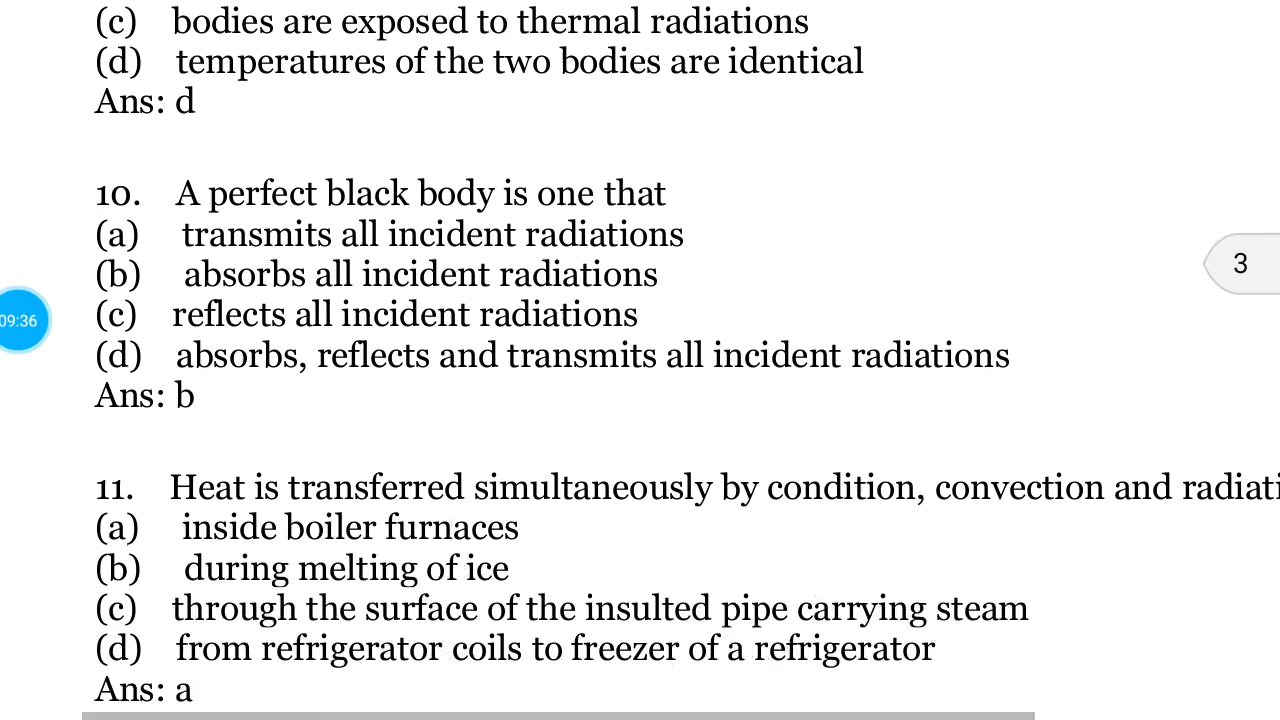 (c) bodies are exposed to thermal radiations
(d) temperatures of the two bodies are identical
Ans: d
10. A perfect black body is one that
(a) transmits all incident radiations
(b) absorbs all incident radiations
(c) reflects all incident radiations
(d) absorbs, reflects and transmits all incident radiations
Ans: b
11. Heat is transferred simultaneously by condition, convection and
(a) inside boiler furnaces
(b) during melting of ice
(c) through the surface of the insulted pipe carrying steam
(d) from refrigerator coils to freezer of a refrigerator
Ans: a
09:36
3